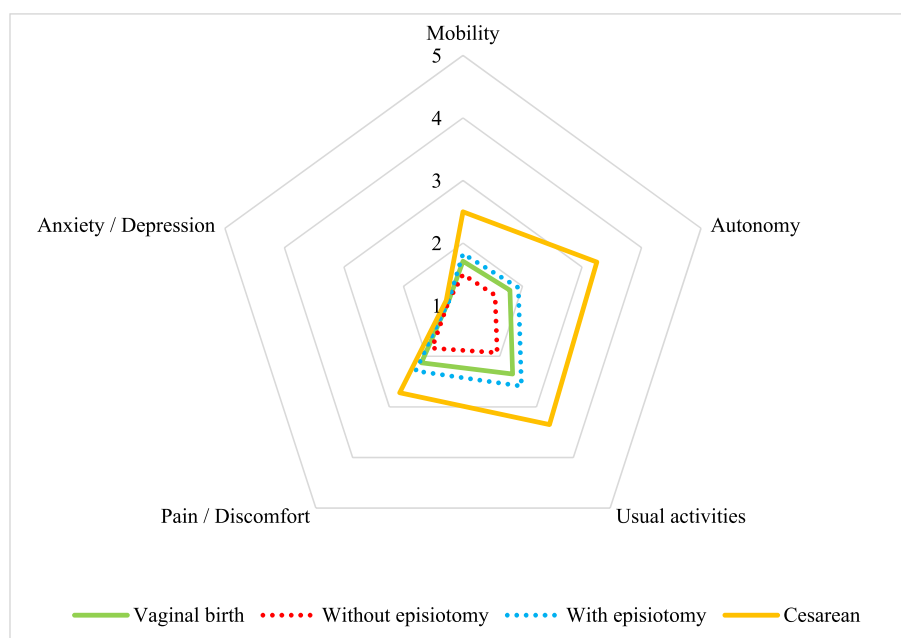 Mobility
5
4
3
2
1
Anxiety / Depression
Autonomy
Pain / Discomfort
Usual activities
Vaginal birth
Without episiotomy
With episiotomy
Cesarean